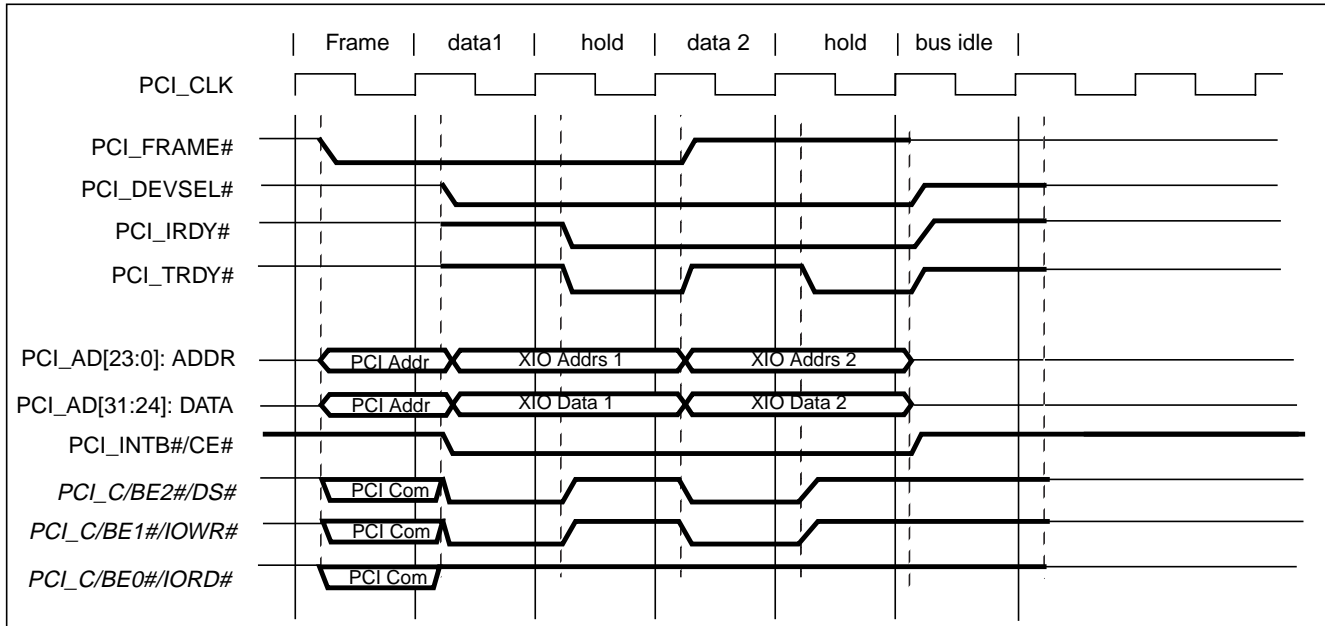 | Frame | data1 | hold | data 2 | hold | bus idle |
PCI_CLK
PCI_FRAME#
PCI_DEVSEL#
PCI_IRDY#
PCI_TRDY#
PCI_AD[23:0]: ADDR PCI Addr XIO Addrs 1 XIO Addrs 2
PCI_AD[31:24]: DATA PCI Addr XIO Data 1 XIO Data 2
PCI_INTB#/CE#
PCI_C/BE2#/DS# PCI Com
PCI_C/BE1#/IOWR# PCI Com
PCI_C/BE0#/IORD# PCI Com